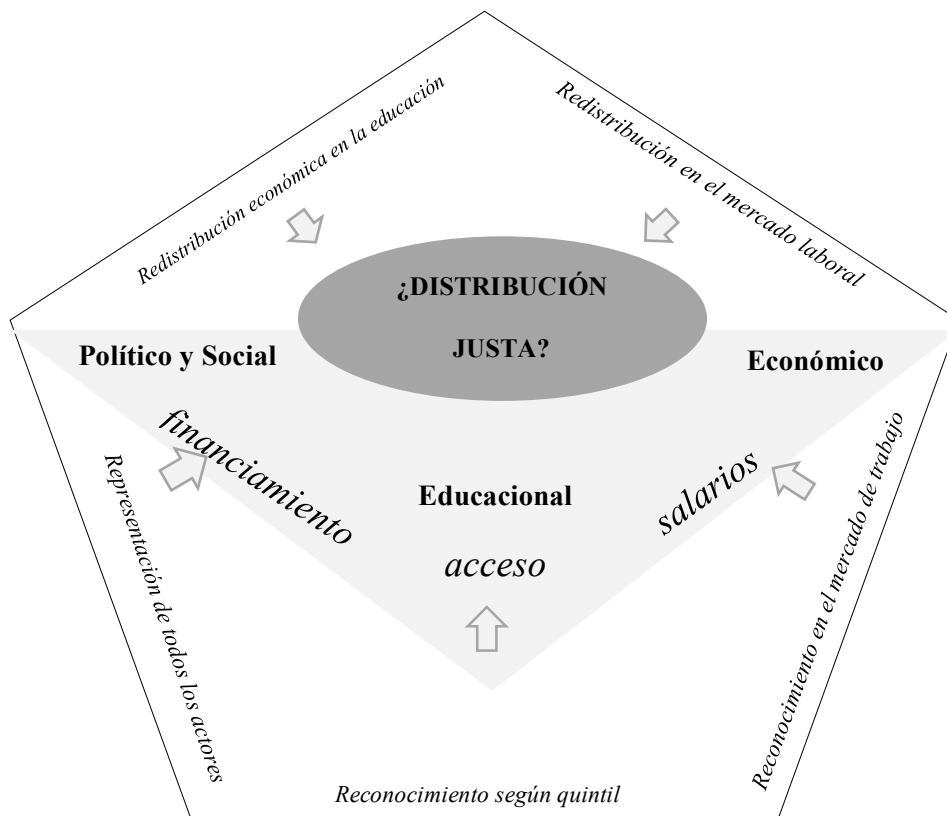 Redistribución económica en la educación
Redistribución en el mercado laboral
¿DISTRIBUCIÓN
JUSTA?
Político y Social
Económico
financiamiento
Educacional
salarios
acceso
Representación de todos los actores
Reconocimiento en el mercado de trabajo
Reconocimiento según quintil